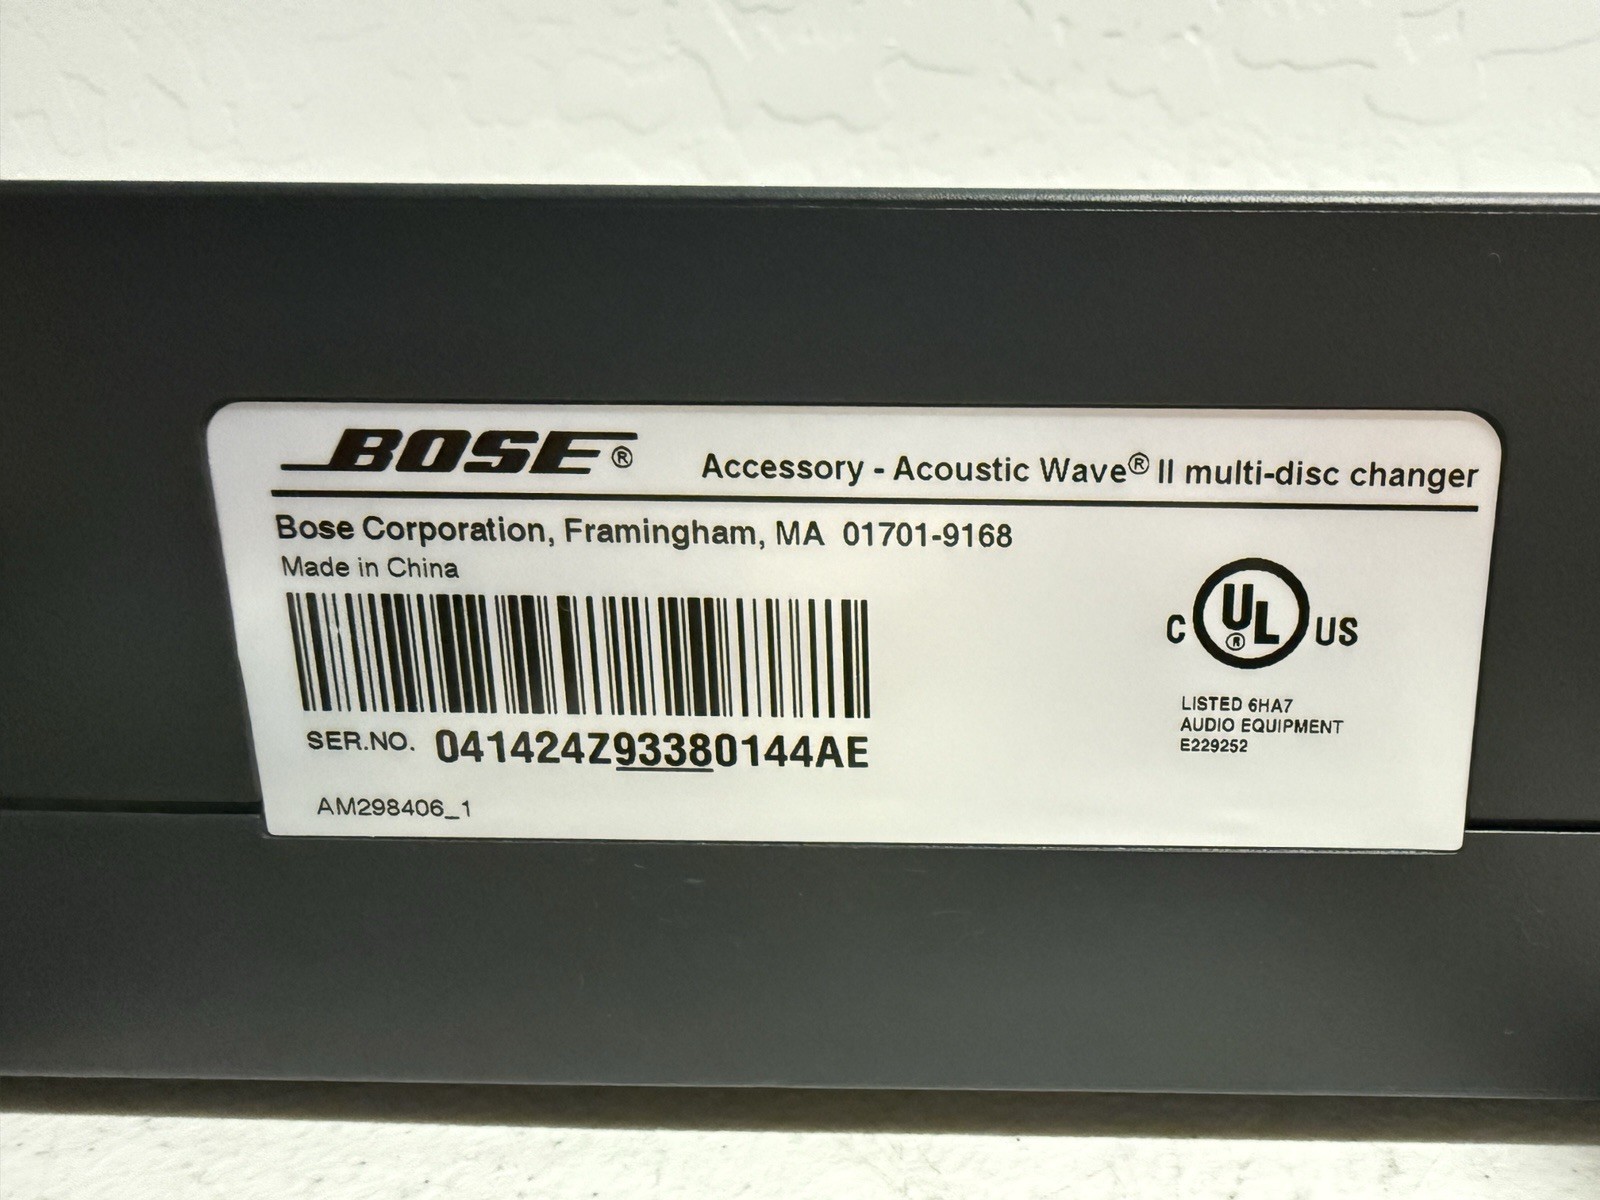 BOSE®
Accessory - Acoustic Wave® II multi-disc changer
Bose Corporation, Framingham, MA 01701-9168
Made in China
C UL® US
LISTED 6HA7
AUDIO EQUIPMENT
E229252
SER.NO. 041424Z93380144AE
AM298406_1